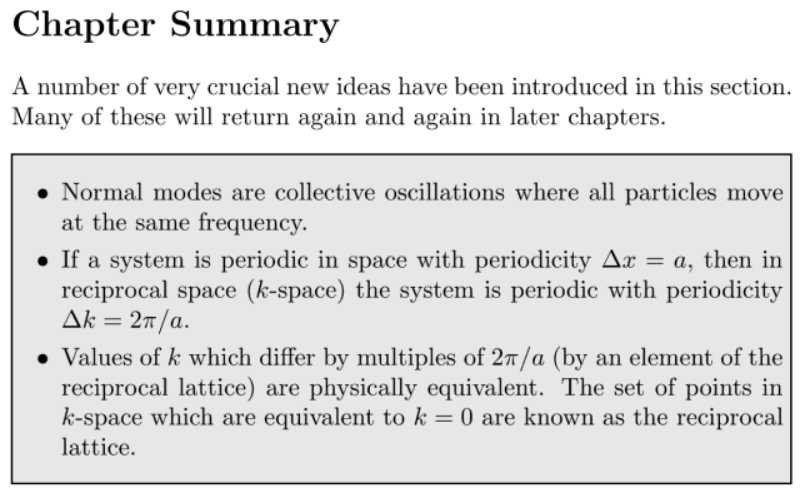 Chapter Summary
A number of very crucial new ideas have been introduced in this section.
Many of these will return again and again in later chapters.
• Normal modes are collective oscillations where all particles move
at the same frequency.
• If a system is periodic in space with periodicity Δx = a, then in
reciprocal space (k-space) the system is periodic with periodicity
Δk = 2π/a.
• Values of k which differ by multiples of 2π/a (by an element of the
reciprocal lattice) are physically equivalent. The set of points in
k-space which are equivalent to k = 0 are known as the reciprocal
lattice.